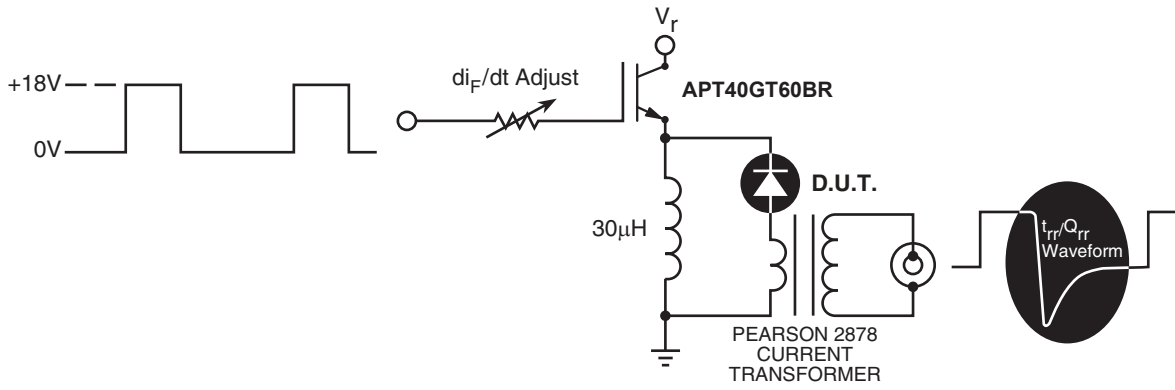 +18V
0V
di_F/dt Adjust
V_r
APT40GT60BR
30μH
D.U.T.
PEARSON 2878
CURRENT
TRANSFORMER
t_rr/Q_rr
Waveform